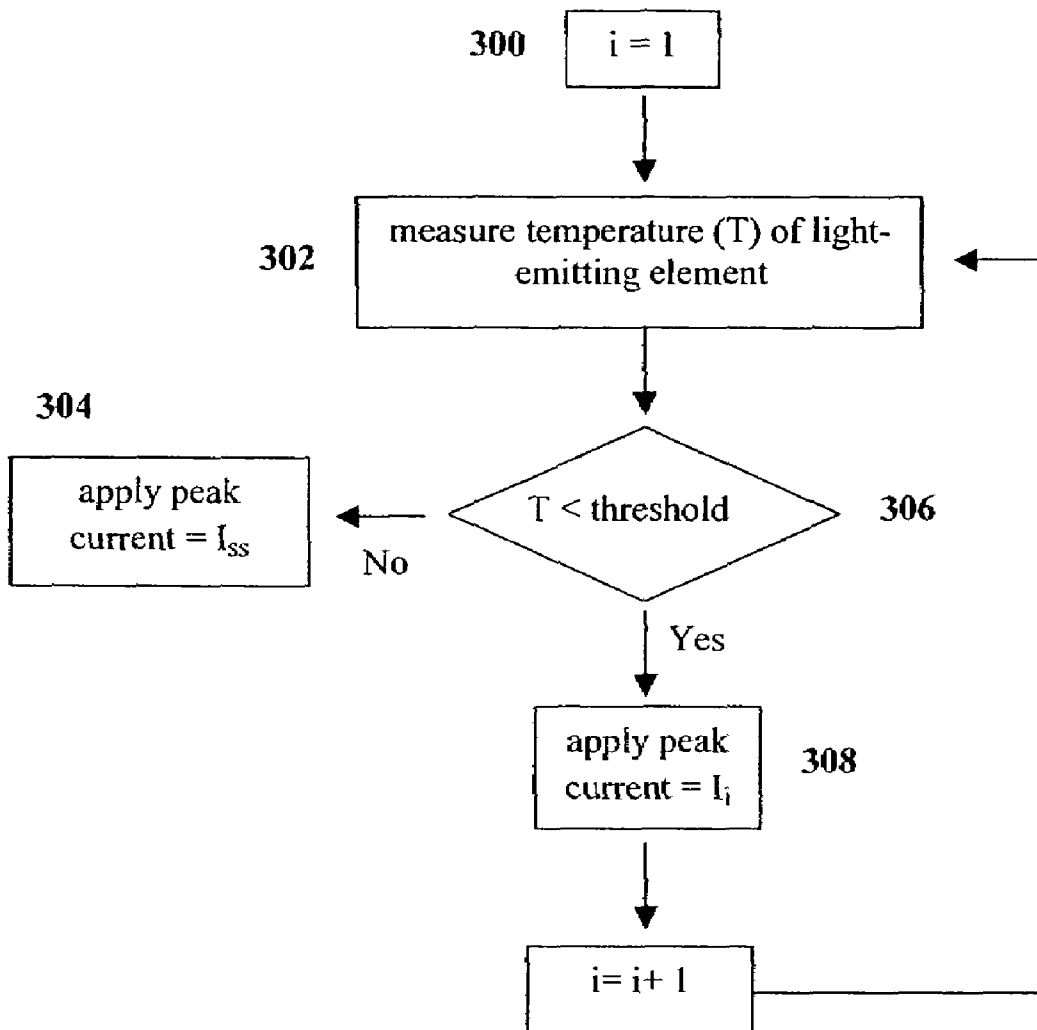 300
i = 1
302
measure temperature (T) of light-
emitting element
304
apply peak
current = Iss
T < threshold
306
No
Yes
apply peak
current = Ii
308
i= i+ 1